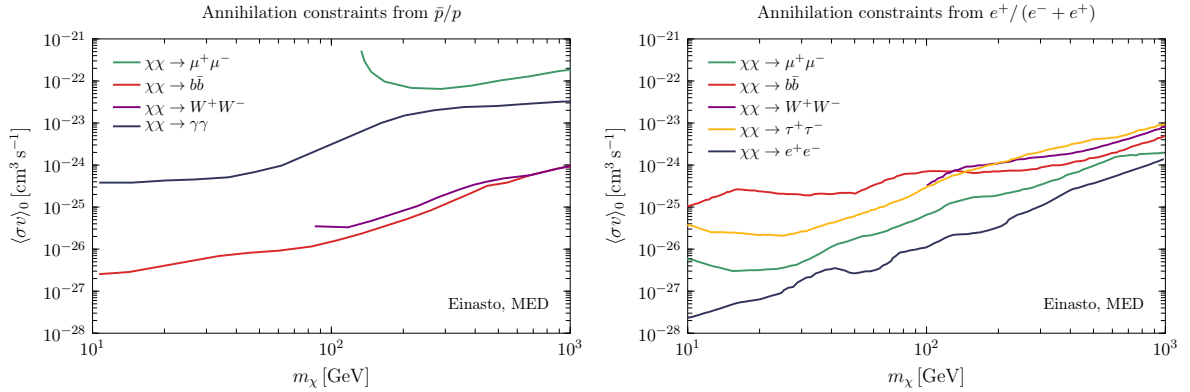 Annihilation constraints from p̄/p
10⁻²¹
10⁻²²
10⁻²³
10⁻²⁴
10⁻²⁵
10⁻²⁶
10⁻²⁷
10⁻²⁸
⟨σv⟩₀ [cm³ s⁻¹]
χχ → μ⁺μ⁻
χχ → bb̄
χχ → W⁺W⁻
χχ → γγ
Einasto, MED
10¹ 10² 10³
m_χ [GeV]
Annihilation constraints from e⁺/(e⁻ + e⁺)
10⁻²¹
10⁻²²
10⁻²³
10⁻²⁴
10⁻²⁵
10⁻²⁶
10⁻²⁷
10⁻²⁸
⟨σv⟩₀ [cm³ s⁻¹]
χχ → μ⁺μ⁻
χχ → bb̄
χχ → W⁺W⁻
χχ → τ⁺τ⁻
χχ → e⁺e⁻
Einasto, MED
10¹ 10² 10³
m_χ [GeV]